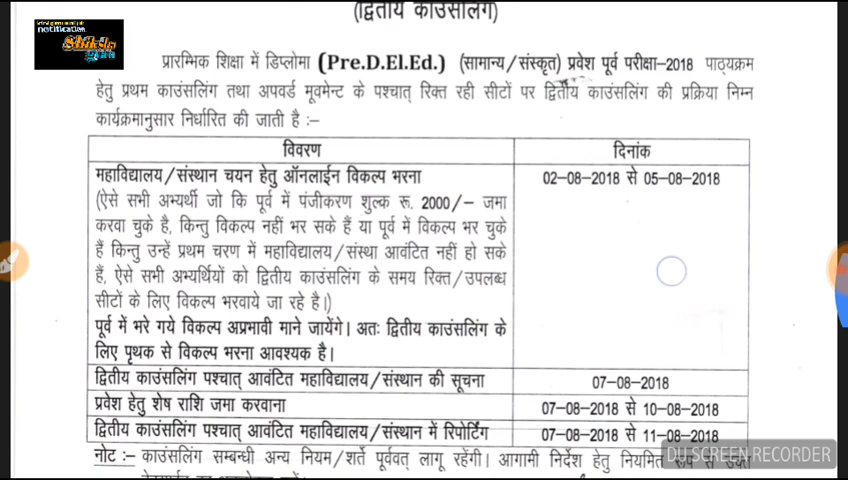 (द्वितीय काउंसलिंग)
notification
प्रारम्भिक शिक्षा में डिप्लोमा (Pre.D.El.Ed.) (सामान्य/संस्कृत) प्रवेश पूर्व परीक्षा-2018 पाठ्यक्रम
हेतु प्रथम काउंसलिंग तथा अपवर्ड मूवमेन्ट के पश्चात् रिक्त रही सीटों पर द्वितीय काउंसलिंग की प्रक्रिया निम्न
कार्यक्रमानुसार निर्धारित की जाती है :-
विवरण दिनांक
महाविद्यालय/संस्थान चयन हेतु ऑनलाईन विकल्प भरना 02-08-2018 से 05-08-2018
(ऐसे सभी अभ्यर्थी जो कि पूर्व में पंजीकरण शुल्क रू. 2000/- जमा
करवा चुके है, किन्तु विकल्प नहीं भर सके हैं या पूर्व में विकल्प भर चुके
हैं किन्तु उन्हें प्रथम चरण में महाविद्यालय/संस्था आवंटित नहीं हो सके
हैं, ऐसे सभी अभ्यर्थियों को द्वितीय काउंसलिंग के समय रिक्त/उपलब्ध
सीटों के लिए विकल्प भरवाये जा रहे है।)
पूर्व में भरे गये विकल्प अप्रभावी माने जायेंगे। अतः द्वितीय काउंसलिंग के
लिए पृथक से विकल्प भरना आवश्यक है।
द्वितीय काउंसलिंग पश्चात् आवंटित महाविद्यालय/संस्थान की सूचना 07-08-2018
प्रवेश हेतु शेष राशि जमा करवाना 07-08-2018 से 10-08-2018
द्वितीय काउंसलिंग पश्चात् आवंटित महाविद्यालय/संस्थान में रिपोर्टिंग 07-08-2018 से 11-08-2018
DU SCREEN RECORDER
नोट :- काउंसलिंग सम्बन्धी अन्य नियम/शर्ते पूर्ववत् लागू रहेंगी। आगामी निर्देश हेतु नियमित रूप से उक्त